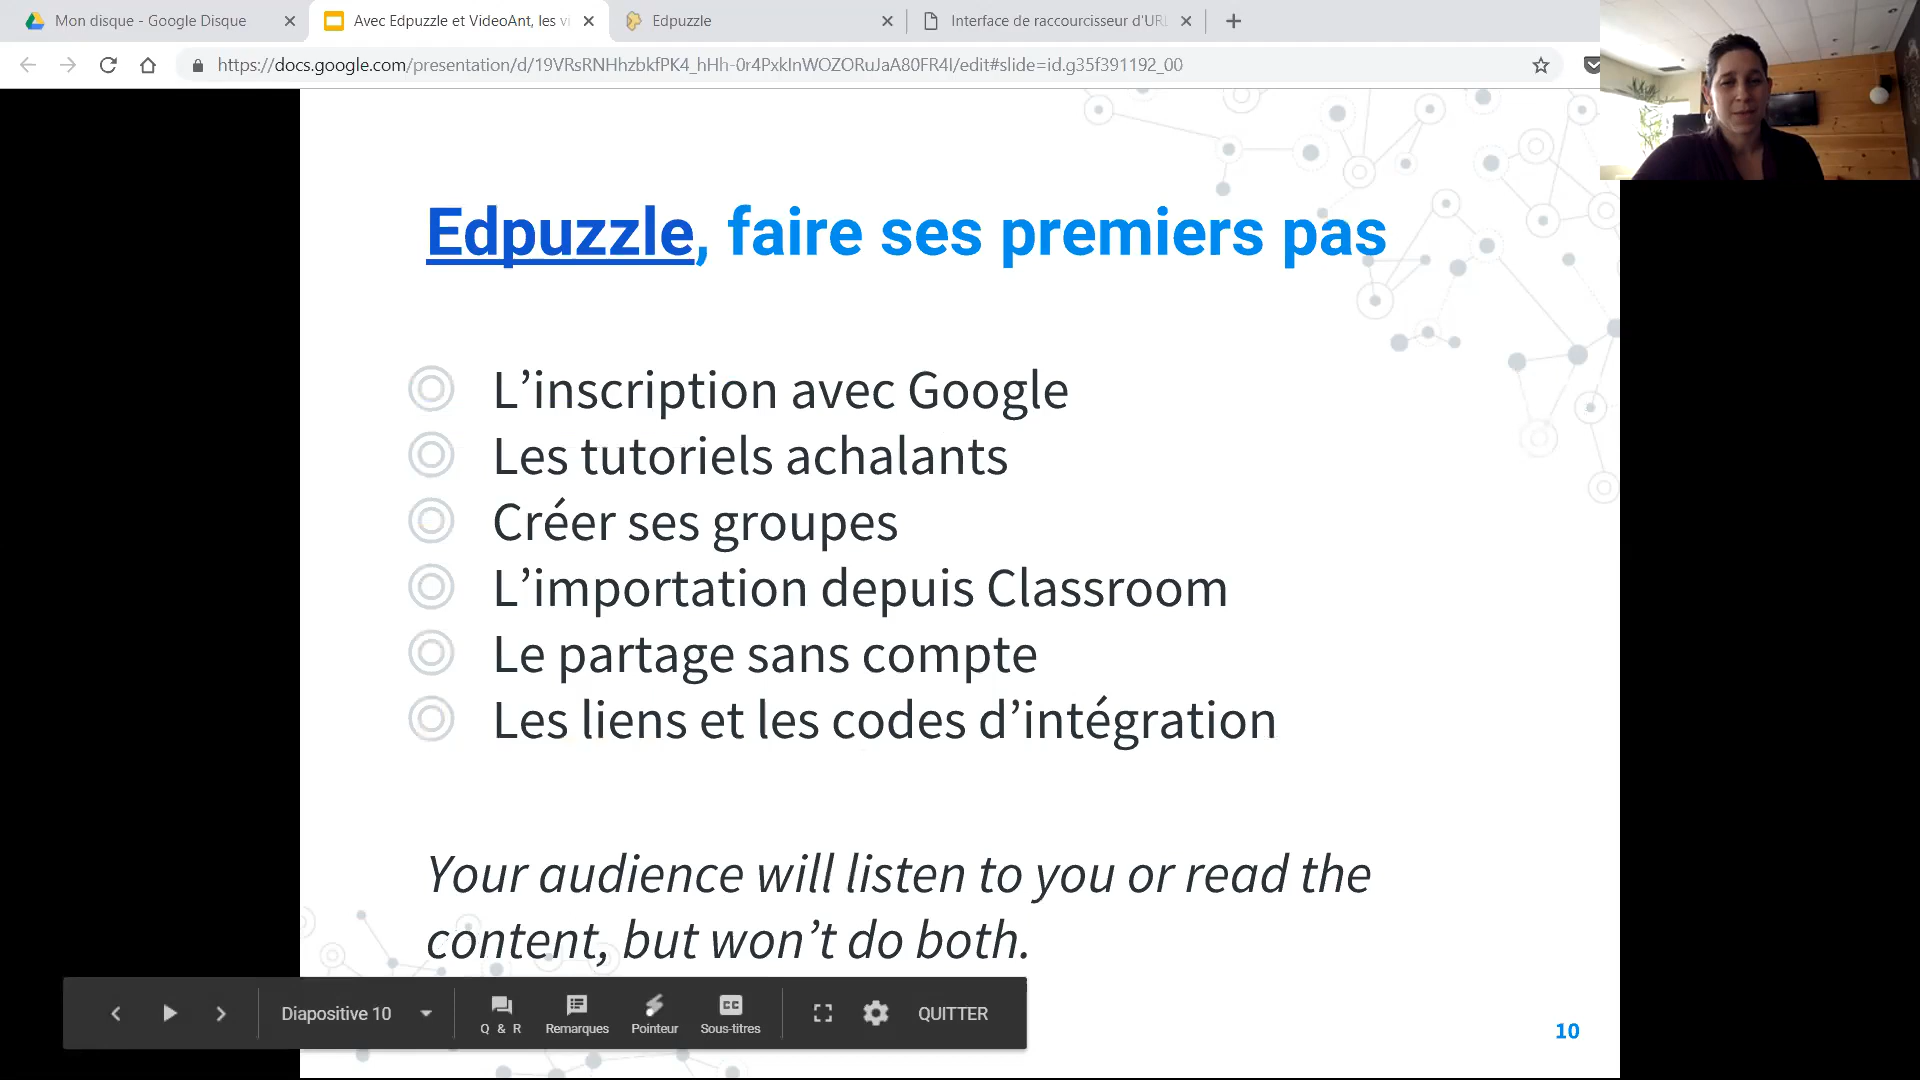 Mon disque - Google Disque
Avec Edpuzzle et VideoAnt, les vi
Edpuzzle
Interface de raccourcisseur d'URL
https://docs.google.com/presentation/d/19VRsRNHhzbkfPK4_hHh-0r4PxkInWOZORuJaA80FR4I/edit#slide=id.g35f391192_00
Edpuzzle, faire ses premiers pas
L’inscription avec Google
Les tutoriels achalants
Créer ses groupes
L’importation depuis Classroom
Le partage sans compte
Les liens et les codes d’intégration
Your audience will listen to you or read the
content, but won’t do both.
Diapositive 10
Q & R
Remarques
Pointeur
Sous-titres
QUITTER
10